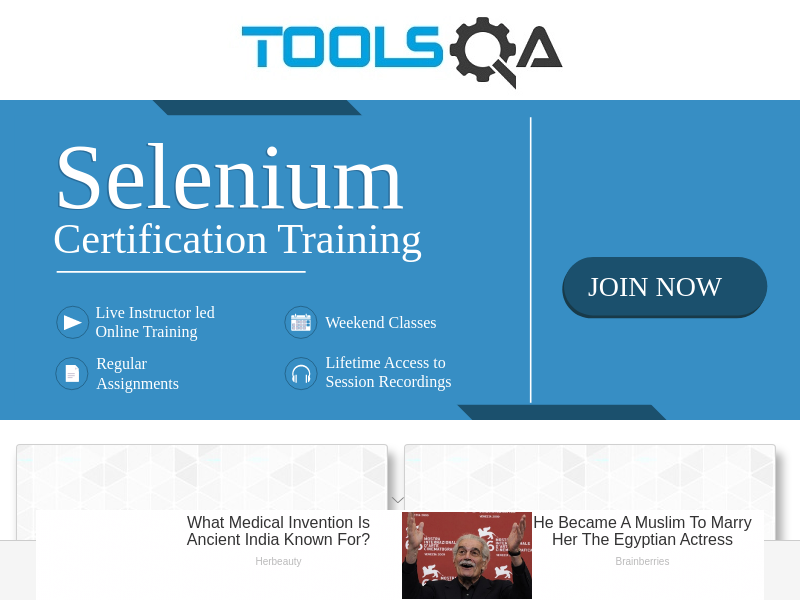 TOOLSQA
Selenium
Certification Training
JOIN NOW
Live Instructor led
Online Training
Weekend Classes
Regular
Assignments
Lifetime Access to
Session Recordings
What Medical Invention Is
Ancient India Known For?
Herbeauty
He Became A Muslim To Marry
Her The Egyptian Actress
Brainberries